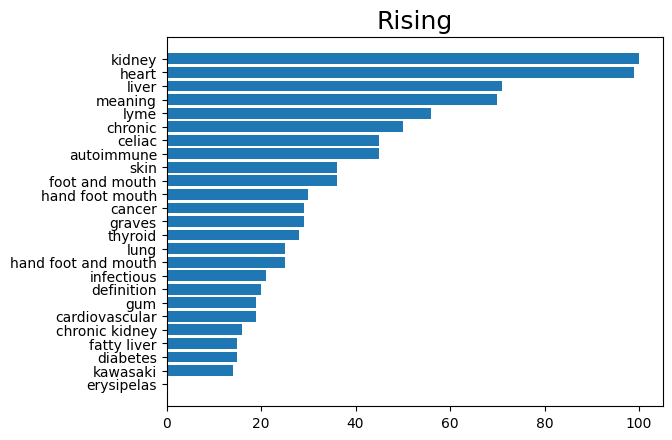 Rising
kidney
heart
liver
meaning
lyme
chronic
celiac
autoimmune
skin
foot and mouth
hand foot mouth
cancer
graves
thyroid
lung
hand foot and mouth
infectious
definition
gum
cardiovascular
chronic kidney
fatty liver
diabetes
kawasaki
erysipelas
0 20 40 60 80 100